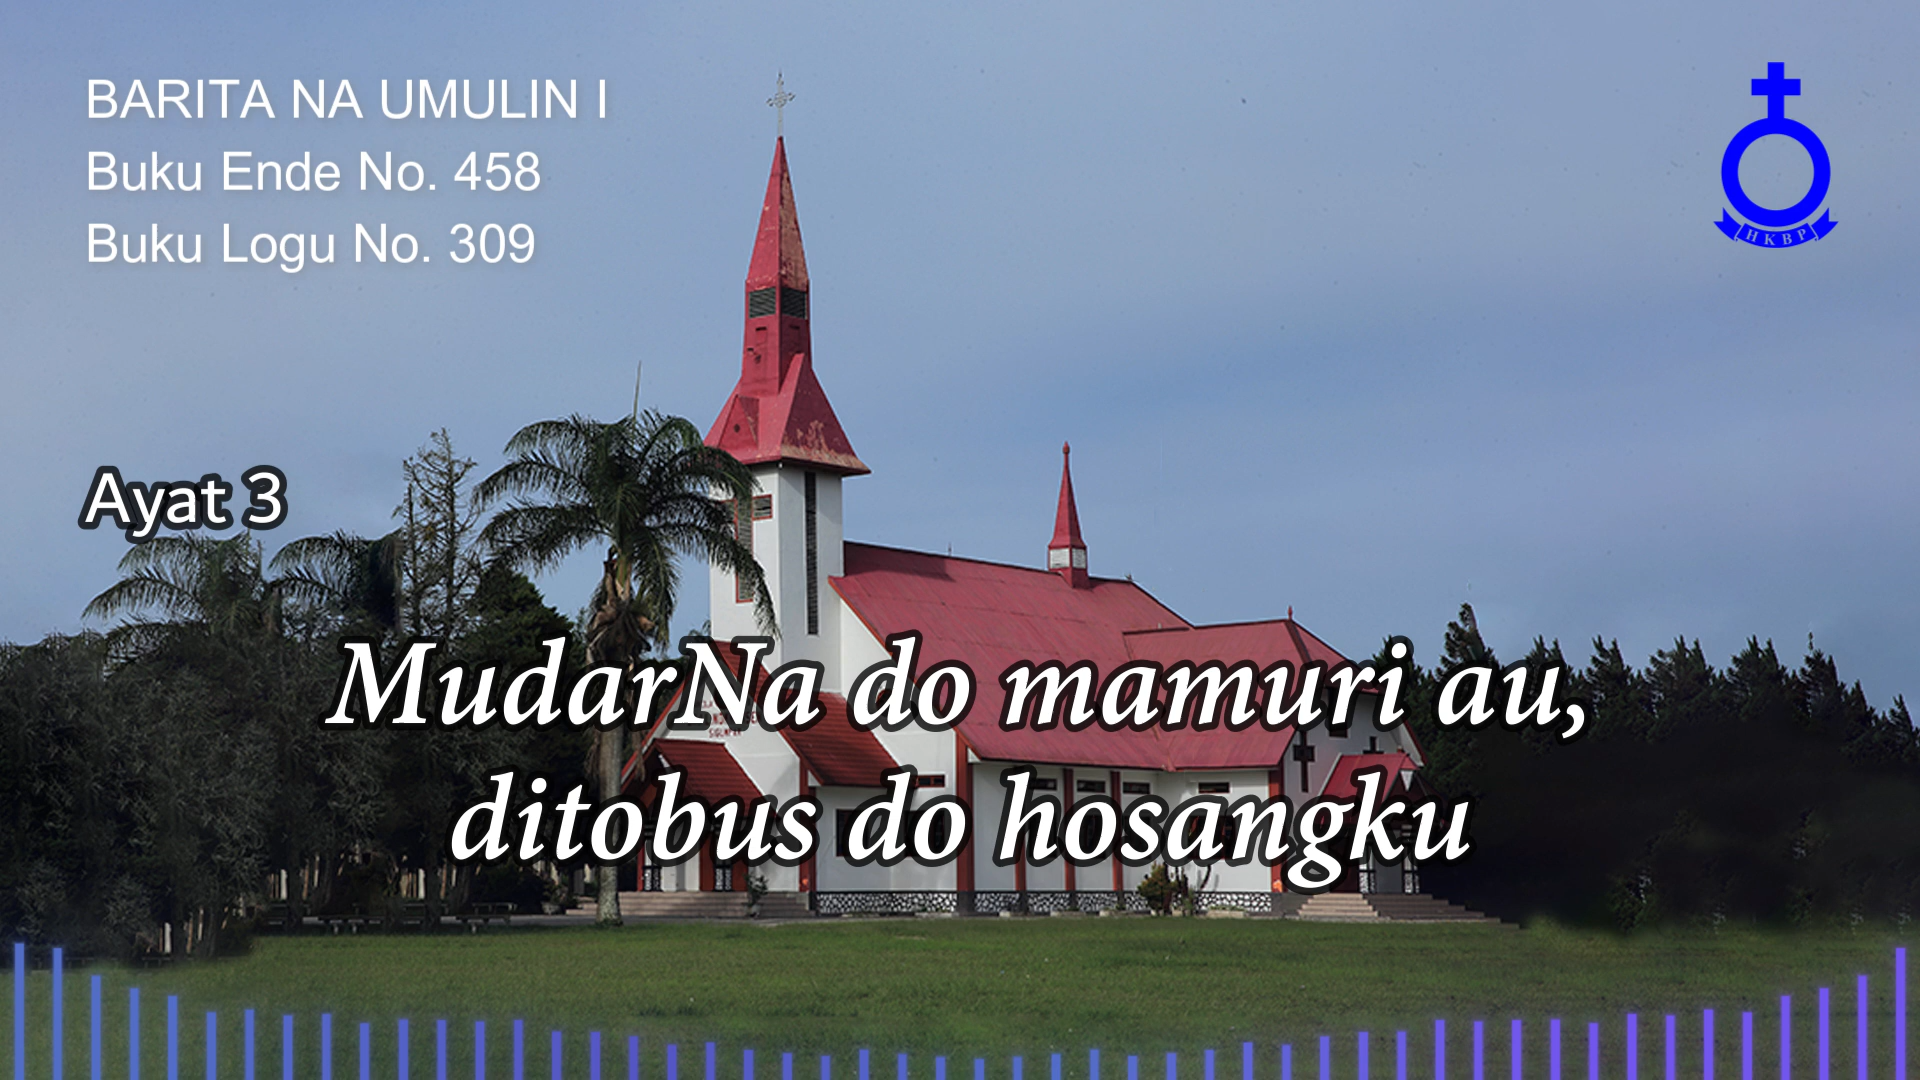 BARITA NA UMULIN I
Buku Ende No. 458
Buku Logu No. 309
HKBP
Ayat 3
MudarNa do mamuri au,
ditobus do hosangku